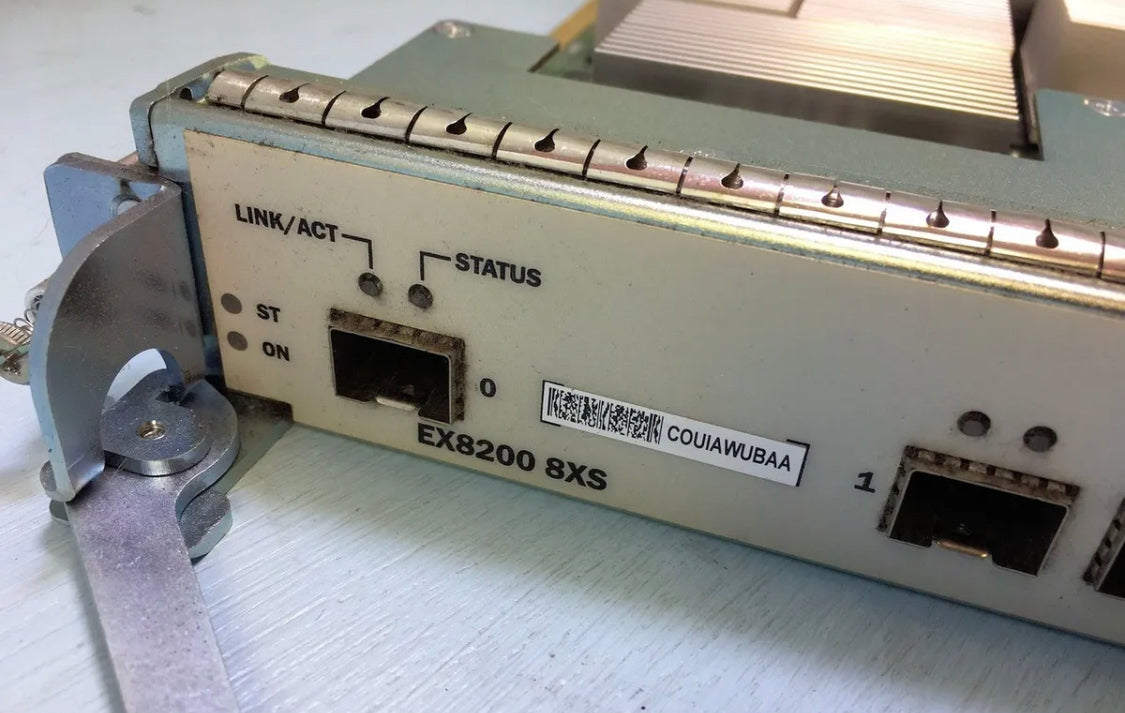 LINK/ACT
STATUS
ST
ON
0
EX8200 8XS
COUIAWUBAA
1